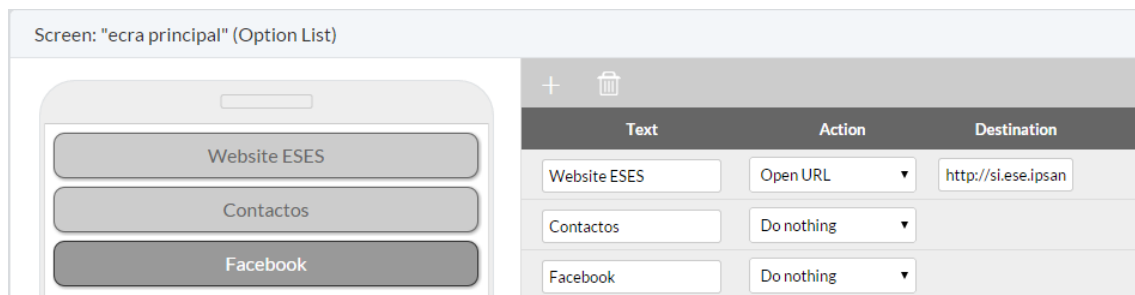 Screen: "ecra principal" (Option List)
Website ESES
Contactos
Facebook
Text Action Destination
Website ESES Open URL http://si.ese.ipsan
Contactos Do nothing
Facebook Do nothing